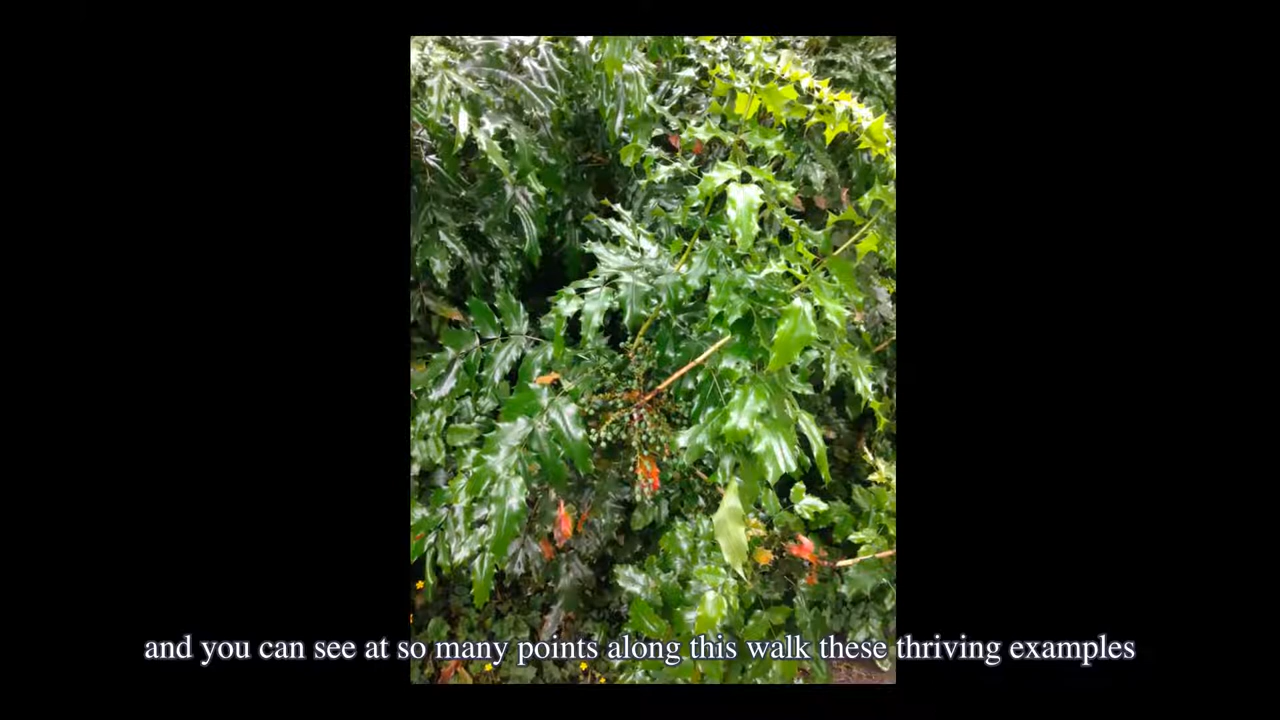 and you can see at so many points along this walk these thriving examples